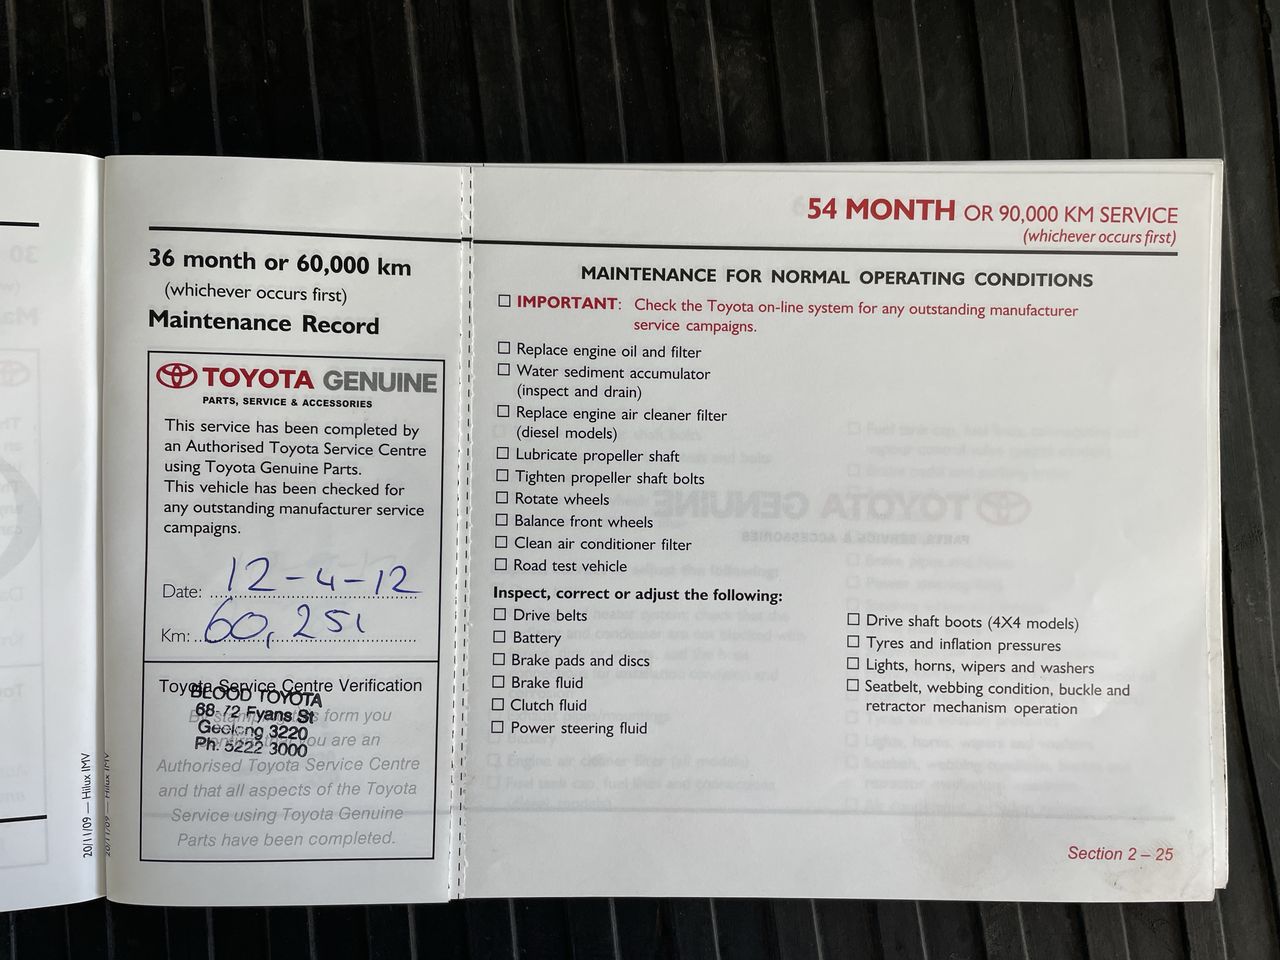 36 month or 60,000 km
(whichever occurs first)
Maintenance Record
TOYOTA GENUINE
PARTS, SERVICE & ACCESSORIES
This service has been completed by
an Authorised Toyota Service Centre
using Toyota Genuine Parts.
This vehicle has been checked for
any outstanding manufacturer service
campaigns.
Date: 12-4-12
Km: 60,251
Toyota Service Centre Verification
BLOOD TOYOTA
68-72 Fyans St
Geelong 3220
Ph. 5222 3000
form you
you are an
Authorised Toyota Service Centre
and that all aspects of the Toyota
Service using Toyota Genuine
Parts have been completed.
20/11/09 — Hilux IMV
54 MONTH OR 90,000 KM SERVICE
(whichever occurs first)
MAINTENANCE FOR NORMAL OPERATING CONDITIONS
☐ IMPORTANT: Check the Toyota on-line system for any outstanding manufacturer
service campaigns.
☐ Replace engine oil and filter
☐ Water sediment accumulator
(inspect and drain)
☐ Replace engine air cleaner filter
(diesel models)
☐ Lubricate propeller shaft
☐ Tighten propeller shaft bolts
☐ Rotate wheels
☐ Balance front wheels
☐ Clean air conditioner filter
☐ Road test vehicle
Inspect, correct or adjust the following:
☐ Drive belts
☐ Battery
☐ Brake pads and discs
☐ Brake fluid
☐ Clutch fluid
☐ Power steering fluid
☐ Drive shaft boots (4X4 models)
☐ Tyres and inflation pressures
☐ Lights, horns, wipers and washers
☐ Seatbelt, webbing condition, buckle and
retractor mechanism operation
Section 2 – 25